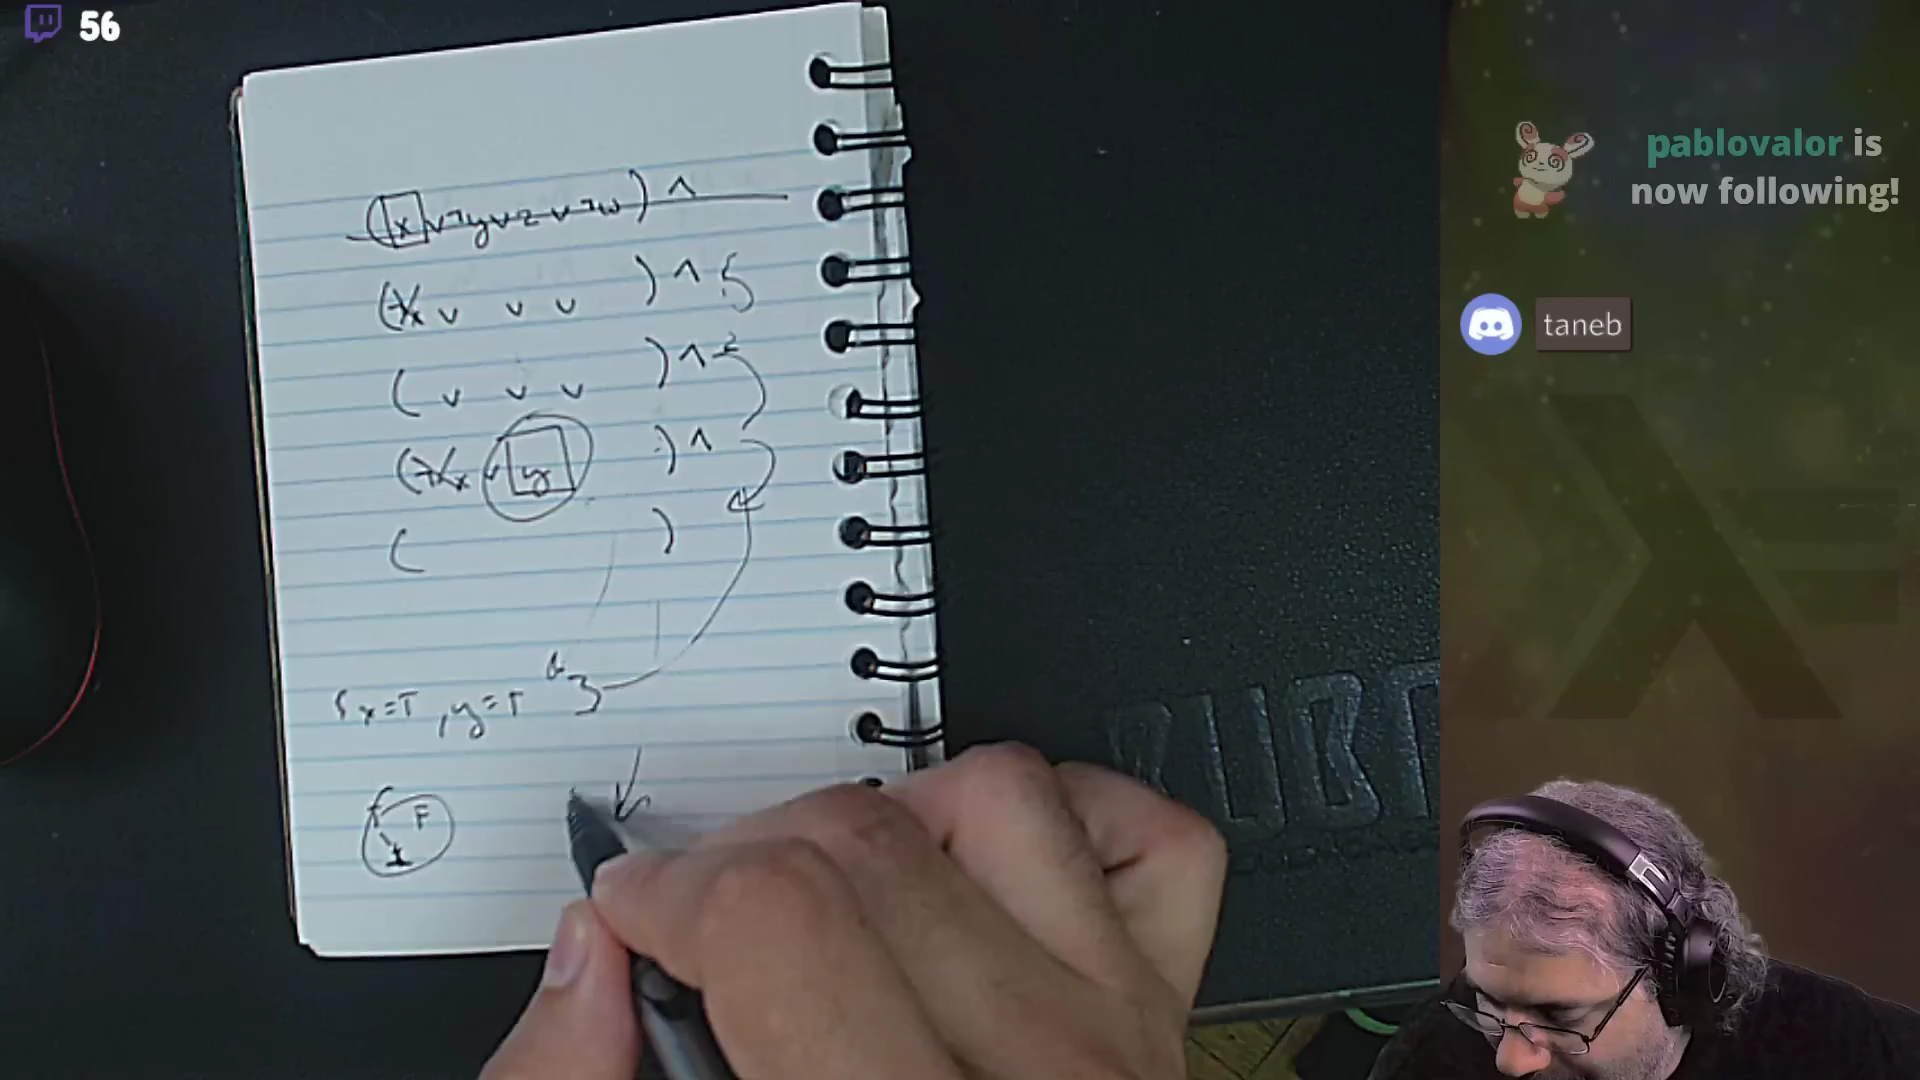 56
pablovalor is
now following!
taneb
(x∨¬y∨z∨¬w) ∧
(¬x ∨ ∨ ∨ ) ∧
( ∨ ∨ ∨ ) ∧
(¬x ∨ y ) ∧
( )
{x=T, y=T }
F